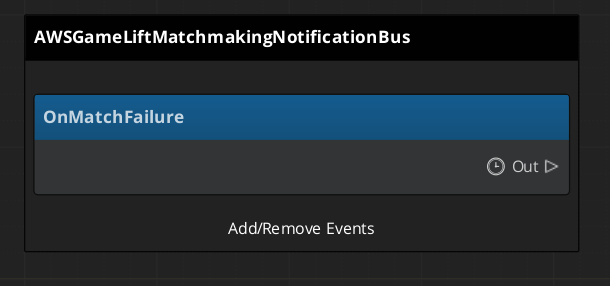 AWSGameLiftMatchmakingNotificationBus
OnMatchFailure
Out
Add/Remove Events